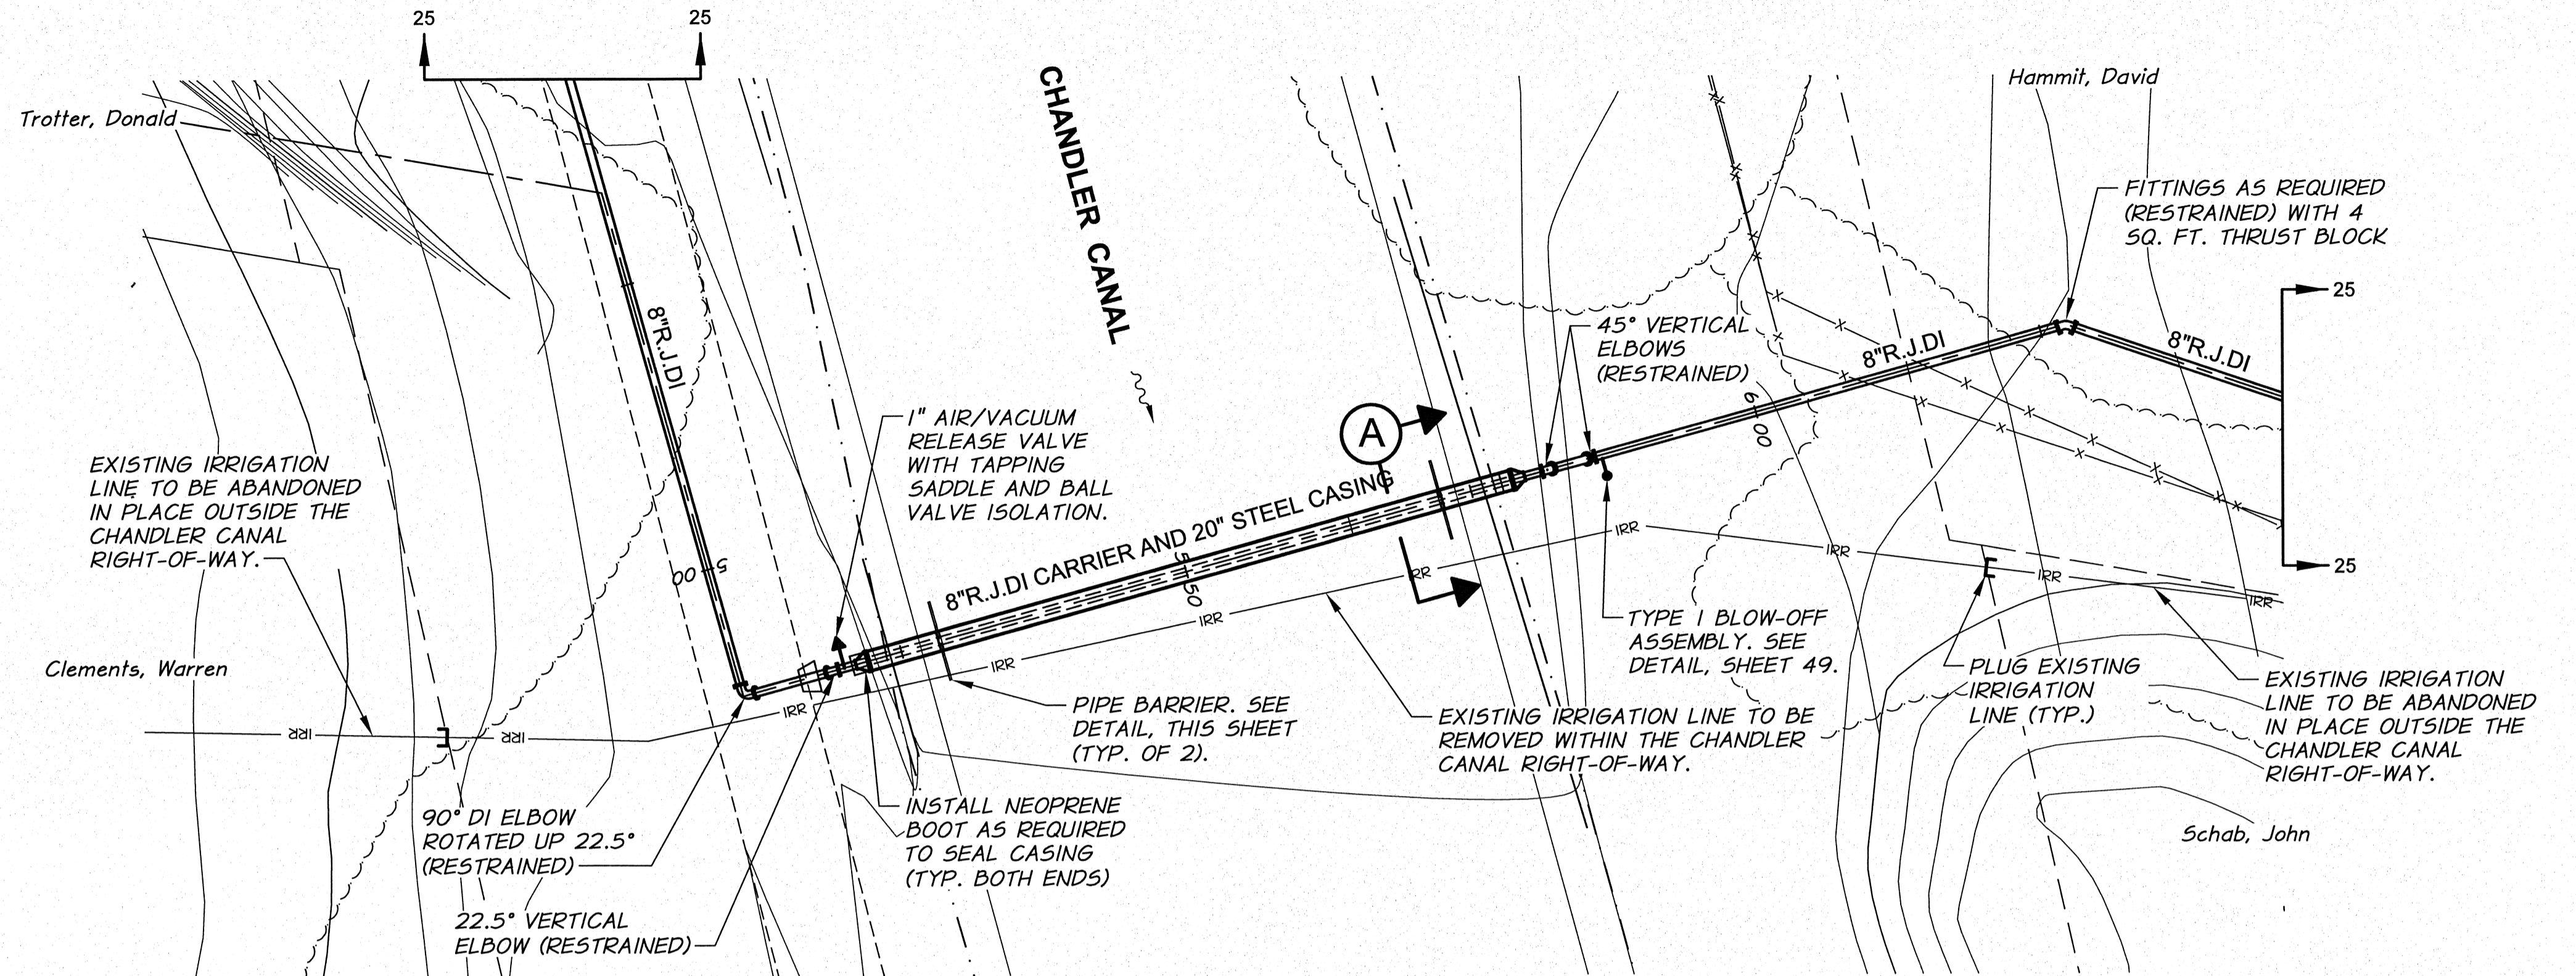 25
25
Trotter, Donald
CHANDLER CANAL
Hammit, David
FITTINGS AS REQUIRED
(RESTRAINED) WITH 4
SQ. FT. THRUST BLOCK
25
25
8"R.J.DI
8"R.J.DI
8"R.J.DI
45° VERTICAL
ELBOWS
(RESTRAINED)
6+00
A
1" AIR/VACUUM
RELEASE VALVE
WITH TAPPING
SADDLE AND BALL
VALVE ISOLATION.
EXISTING IRRIGATION
LINE TO BE ABANDONED
IN PLACE OUTSIDE THE
CHANDLER CANAL
RIGHT-OF-WAY.
8"R.J.DI CARRIER AND 20" STEEL CASING
5+00
5+50
IRR
IRR
IRR
IRR
IRR
IRR
IRR
IRR
IRR
IRR
TYPE 1 BLOW-OFF
ASSEMBLY. SEE
DETAIL, SHEET 49.
Clements, Warren
PLUG EXISTING
IRRIGATION
LINE (TYP.)
EXISTING IRRIGATION
LINE TO BE ABANDONED
IN PLACE OUTSIDE THE
CHANDLER CANAL
RIGHT-OF-WAY.
PIPE BARRIER. SEE
DETAIL, THIS SHEET
(TYP. OF 2).
EXISTING IRRIGATION LINE TO BE
REMOVED WITHIN THE CHANDLER
CANAL RIGHT-OF-WAY.
90° DI ELBOW
ROTATED UP 22.5°
(RESTRAINED)
INSTALL NEOPRENE
BOOT AS REQUIRED
TO SEAL CASING
(TYP. BOTH ENDS)
Schab, John
22.5° VERTICAL
ELBOW (RESTRAINED)